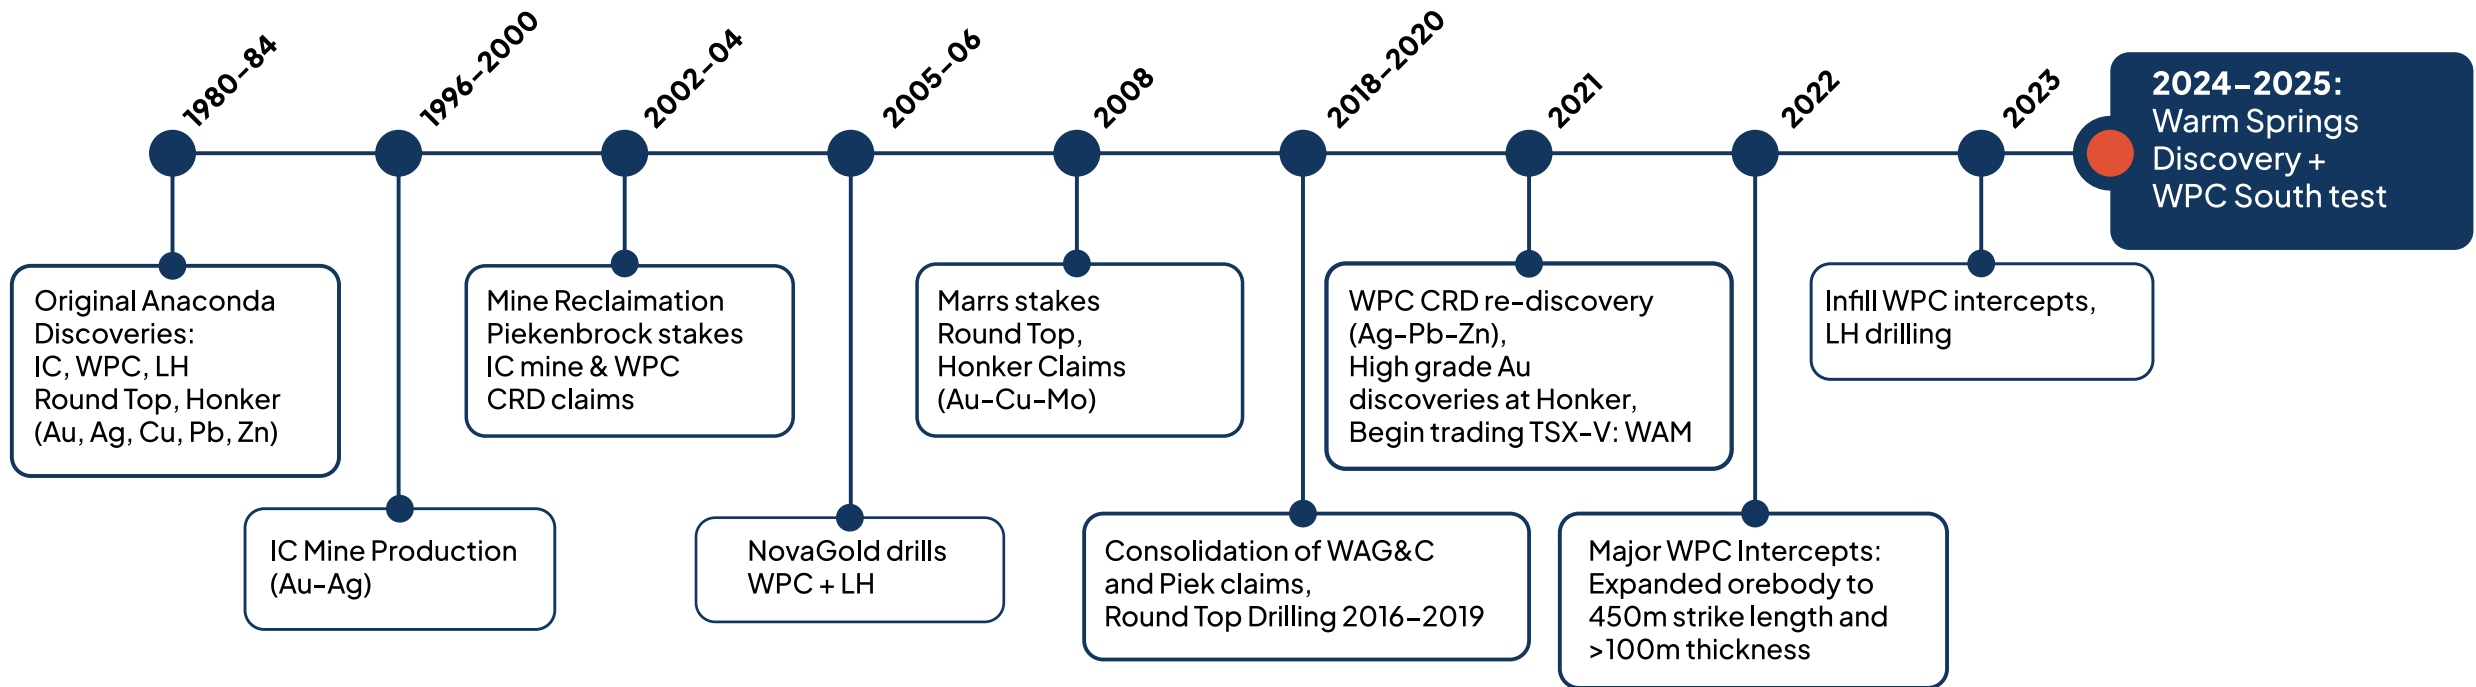 1980-84
1996-2000
2002-04
2005-06
2008
2018-2020
2021
2022
2023
2024–2025:
Warm Springs
Discovery +
WPC South test
Original Anaconda
Discoveries:
IC, WPC, LH
Round Top, Honker
(Au, Ag, Cu, Pb, Zn)
Mine Reclaimation
Piekenbrock stakes
IC mine & WPC
CRD claims
Marrs stakes
Round Top,
Honker Claims
(Au-Cu-Mo)
WPC CRD re-discovery
(Ag-Pb-Zn),
High grade Au
discoveries at Honker,
Begin trading TSX-V: WAM
Infill WPC intercepts,
LH drilling
IC Mine Production
(Au-Ag)
NovaGold drills
WPC + LH
Consolidation of WAG&C
and Piek claims,
Round Top Drilling 2016–2019
Major WPC Intercepts:
Expanded orebody to
450m strike length and
>100m thickness